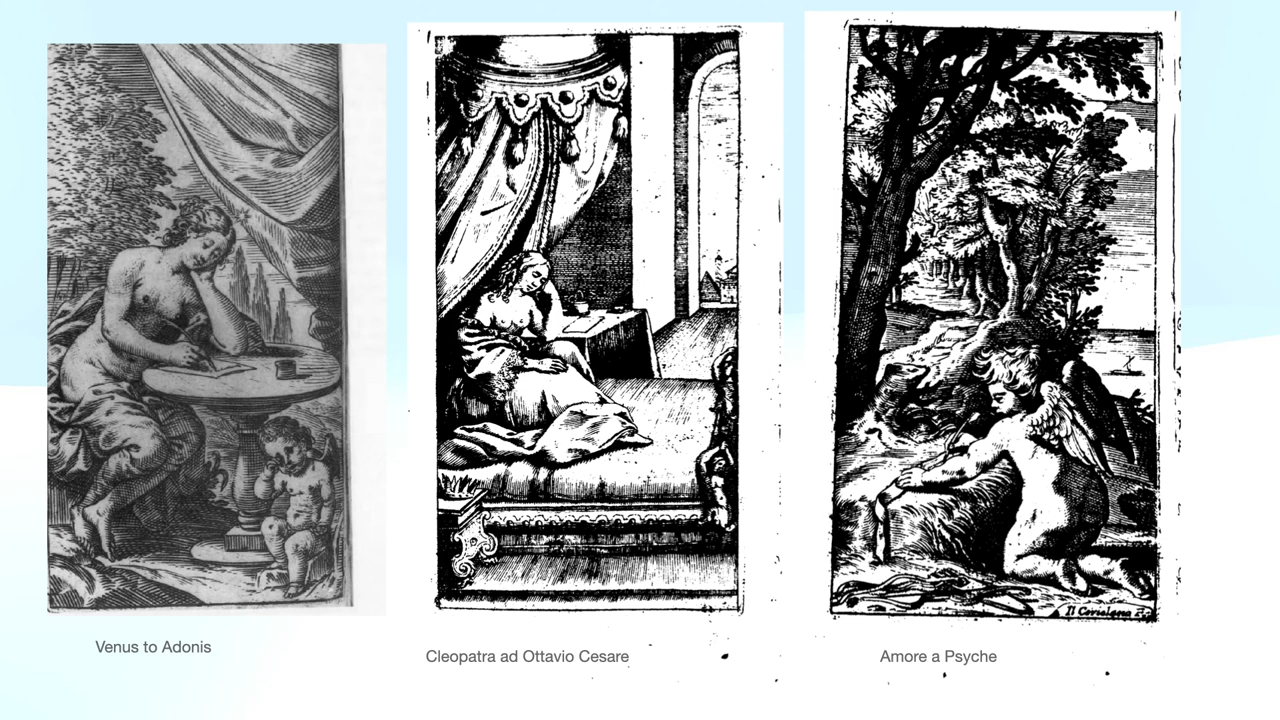 Il Coriolano
Venus to Adonis
Cleopatra ad Ottavio Cesare
Amore a Psyche